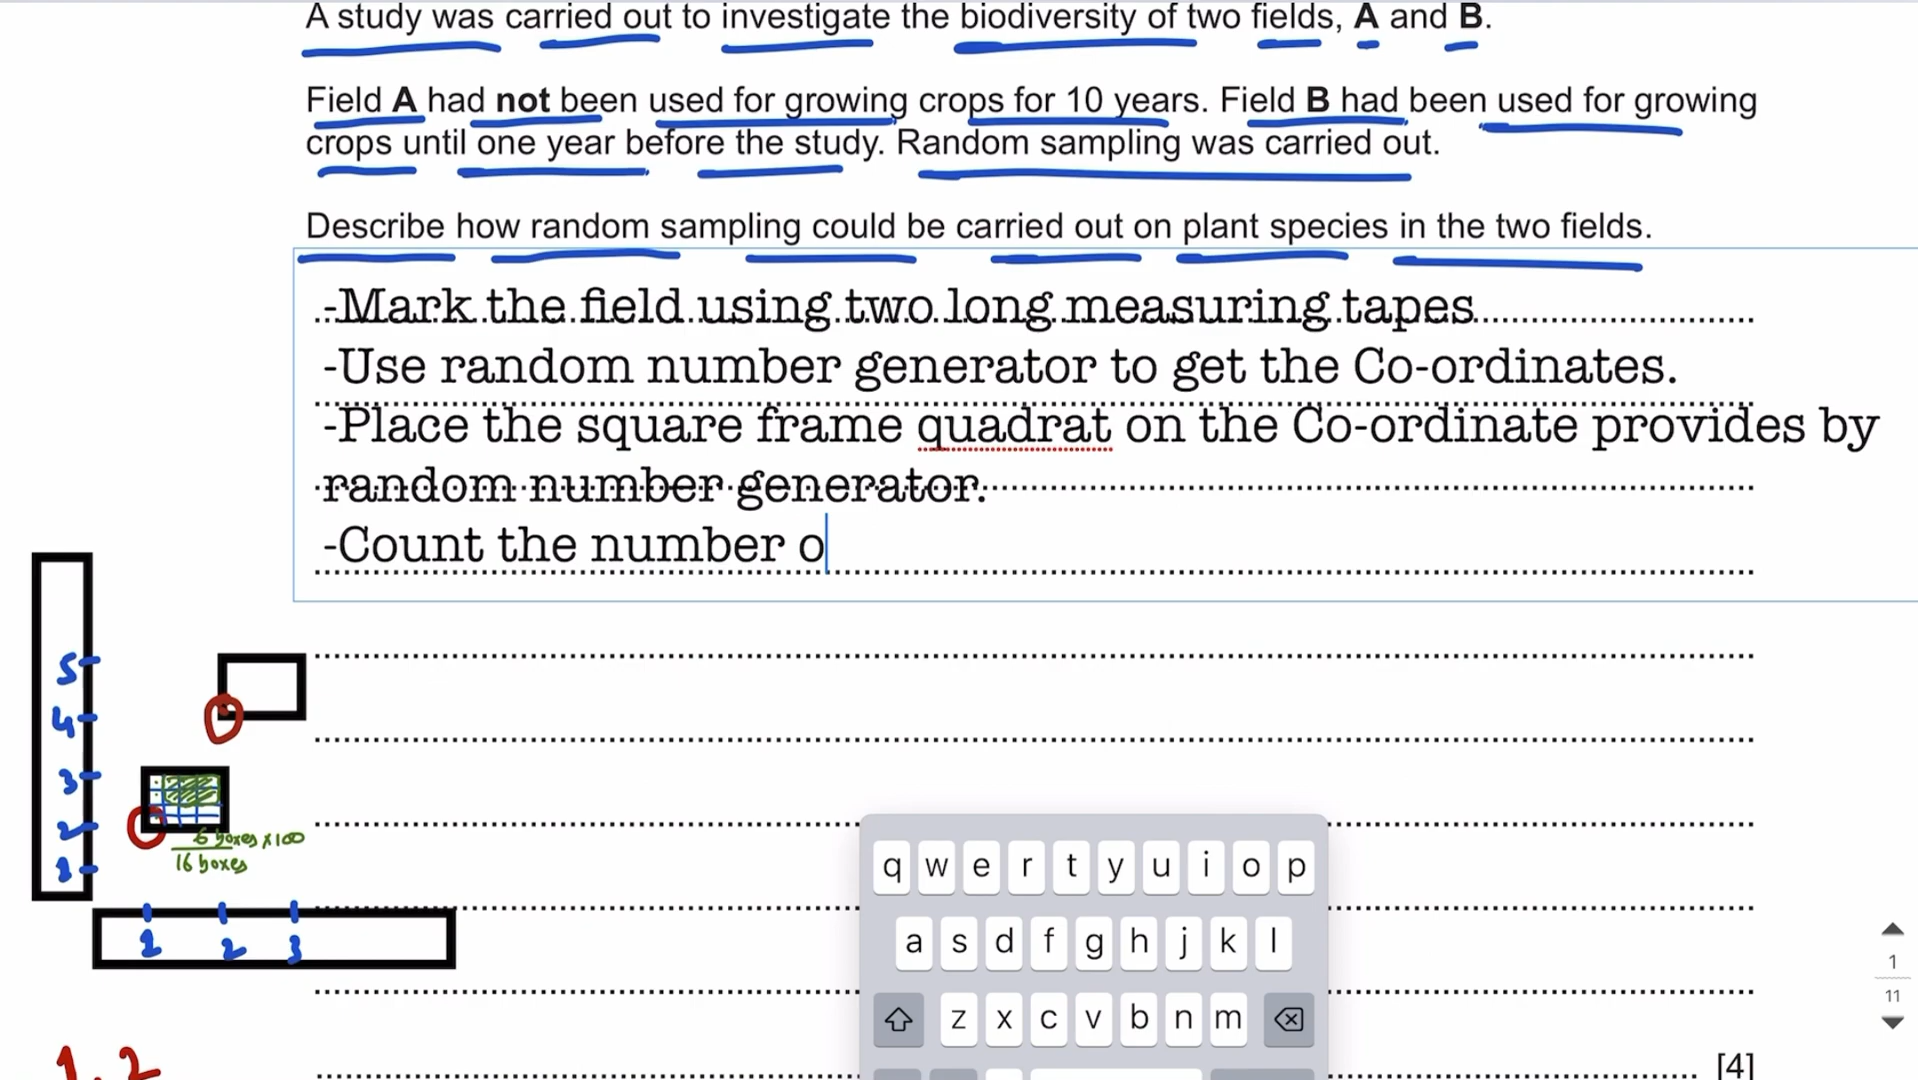 A study was carried out to investigate the biodiversity of two fields, A and B.
Field A had not been used for growing crops for 10 years. Field B had been used for growing
crops until one year before the study. Random sampling was carried out.
Describe how random sampling could be carried out on plant species in the two fields.
-Mark the field using two long measuring tapes
-Use random number generator to get the Co-ordinates.
-Place the square frame quadrat on the Co-ordinate provides by
random number generator.
-Count the number o
5
4
3
2
1
6 boxes x100
16 boxes
1 2 3
q w e r t y u i o p
a s d f g h j k l
z x c v b n m
1
11
1, 2
[4]